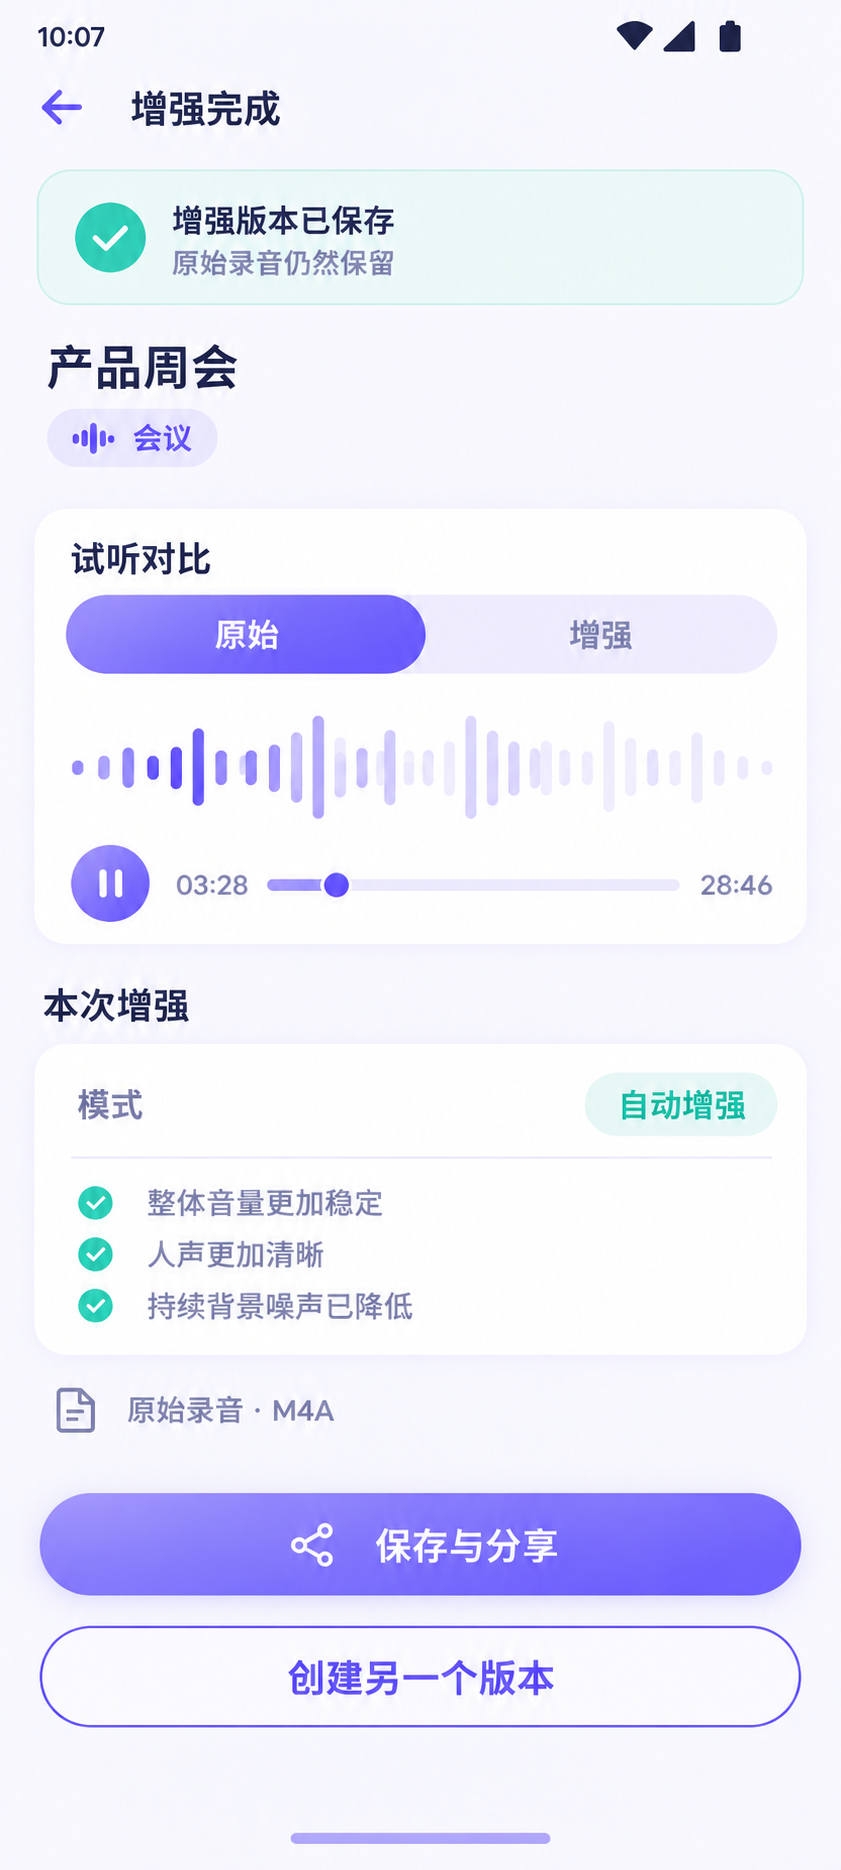 10:07
增强完成
增强版本已保存
原始录音仍然保留
产品周会
会议
试听对比
原始
增强
03:28
28:46
本次增强
模式
自动增强
整体音量更加稳定
人声更加清晰
持续背景噪声已降低
原始录音 · M4A
保存与分享
创建另一个版本